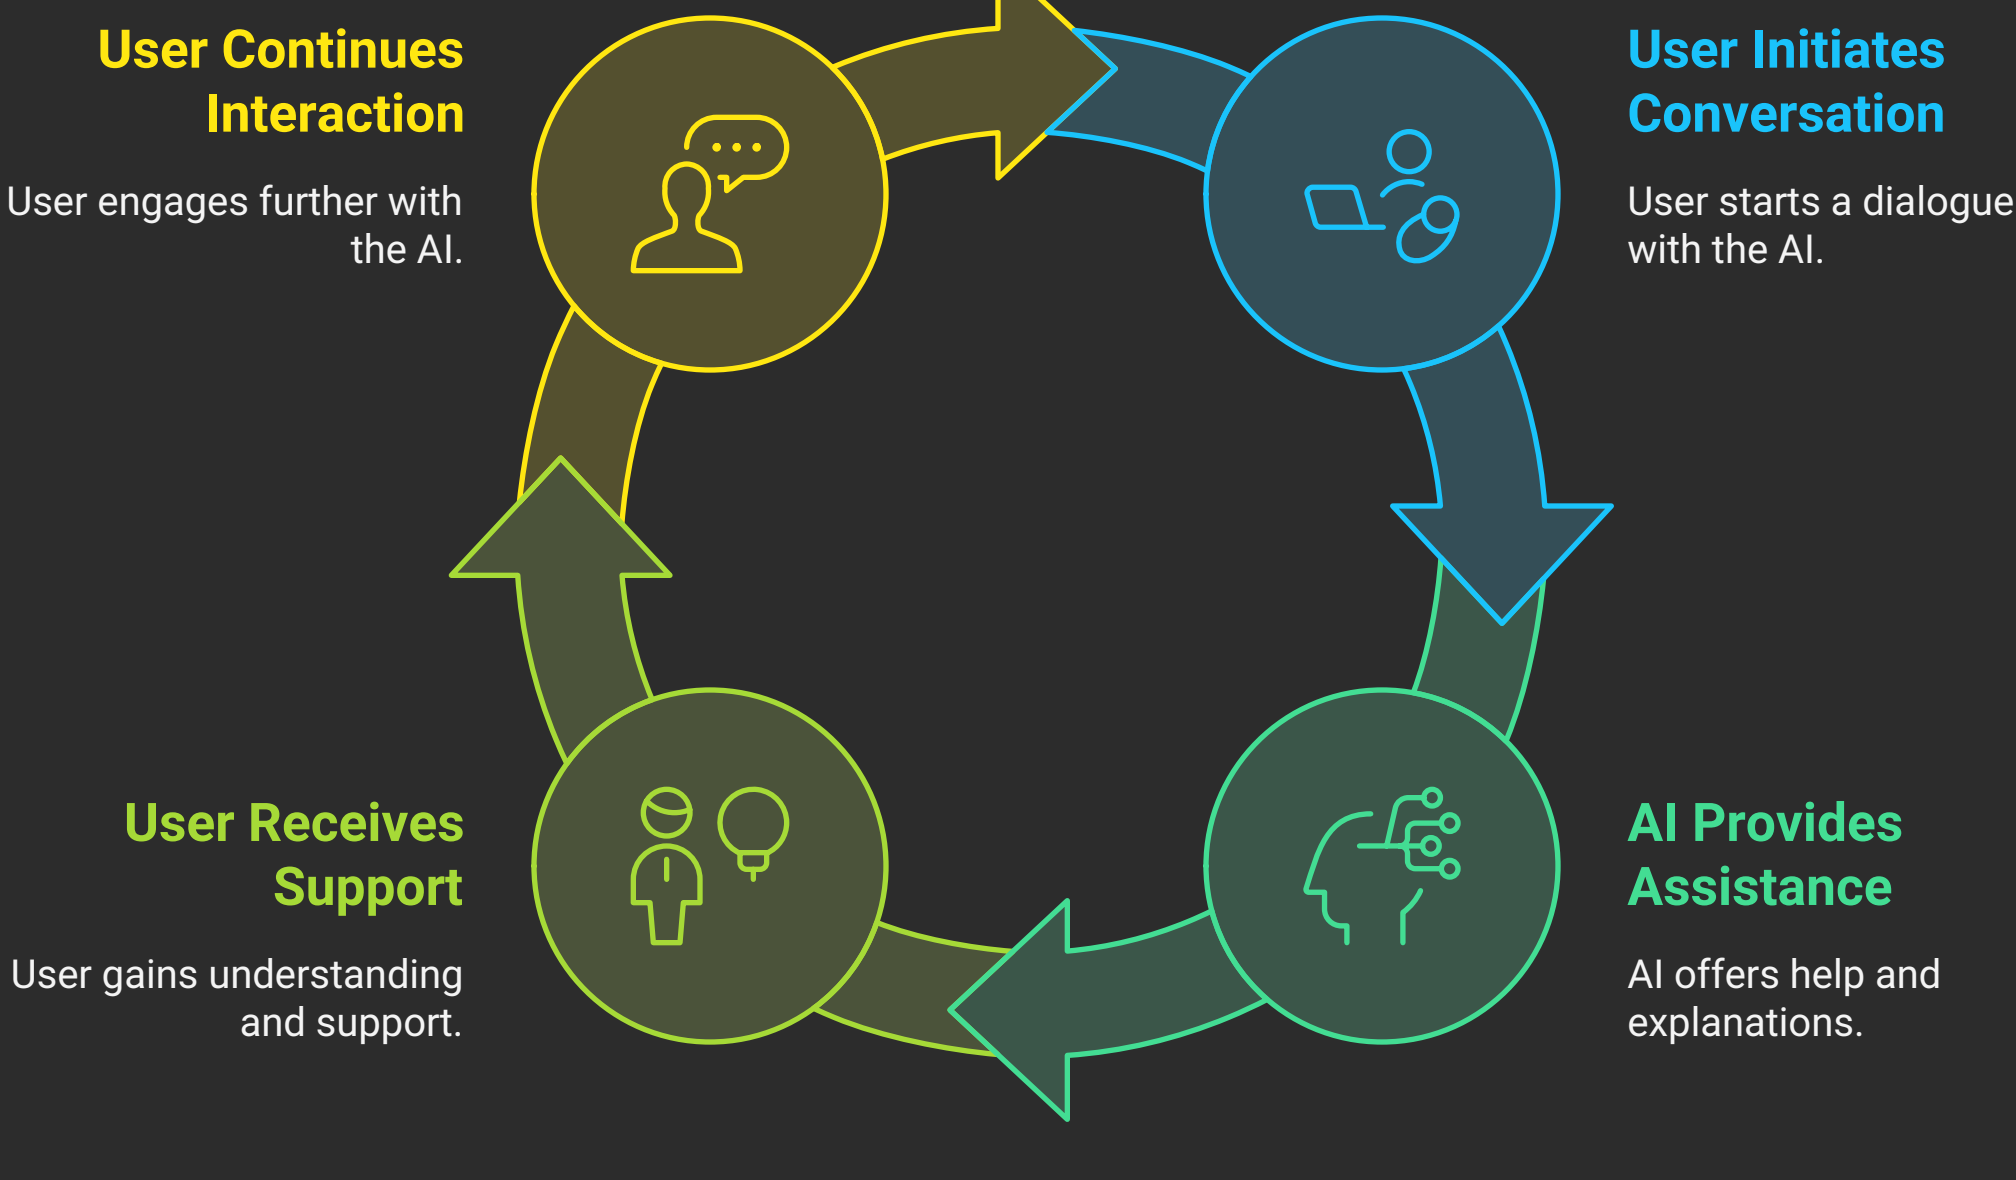 User Continues
Interaction
User engages further with
the AI.
User Initiates
Conversation
User starts a dialogue
with the AI.
User Receives
Support
User gains understanding
and support.
AI Provides
Assistance
AI offers help and
explanations.